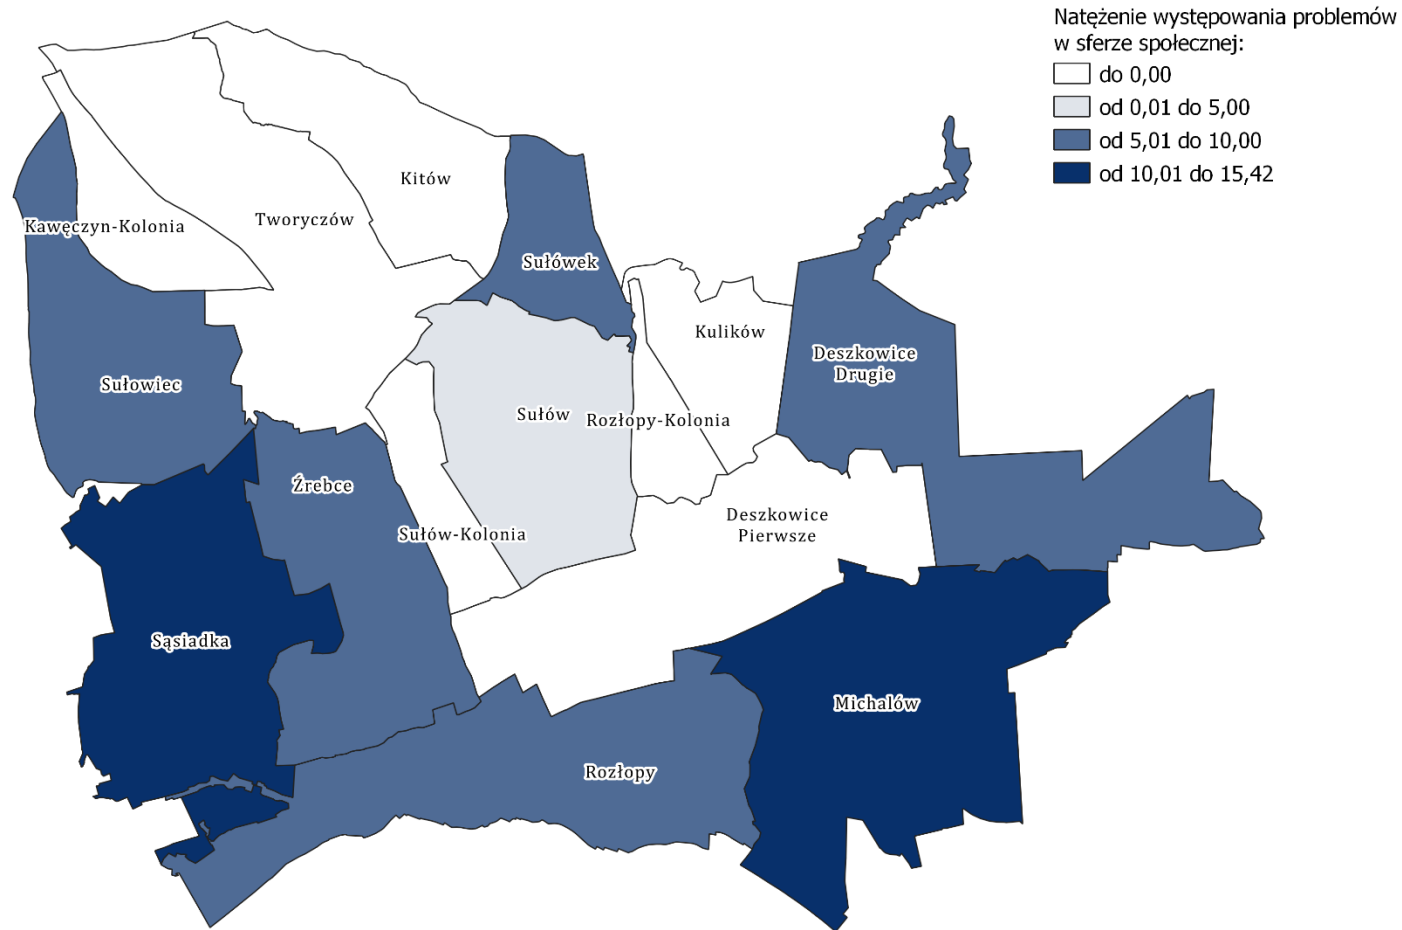 Natężenie występowania problemów
w sferze społecznej:
do 0,00
od 0,01 do 5,00
od 5,01 do 10,00
od 10,01 do 15,42
Kitów
Kawęczyn-Kolonia
Tworyczów
Sułówek
Kulików
Deszkowice
Drugie
Sułowiec
Sułów
Rozłopy-Kolonia
Źrebce
Sułów-Kolonia
Deszkowice
Pierwsze
Sąsiadka
Michalów
Rozłopy